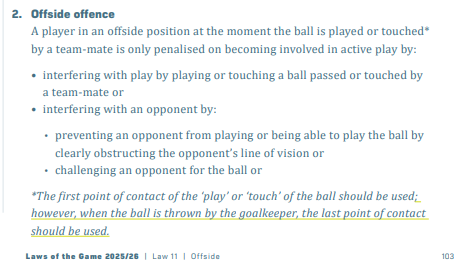 2. Offside offence
A player in an offside position at the moment the ball is played or touched*
by a team-mate is only penalised on becoming involved in active play by:
• interfering with play by playing or touching a ball passed or touched by
a team-mate or
• interfering with an opponent by:
• preventing an opponent from playing or being able to play the ball by
clearly obstructing the opponent's line of vision or
• challenging an opponent for the ball or
*The first point of contact of the 'play' or 'touch' of the ball should be used;
however, when the ball is thrown by the goalkeeper, the last point of contact
should be used.
Laws of the Game 2025/26 | Law 11 | Offside 103